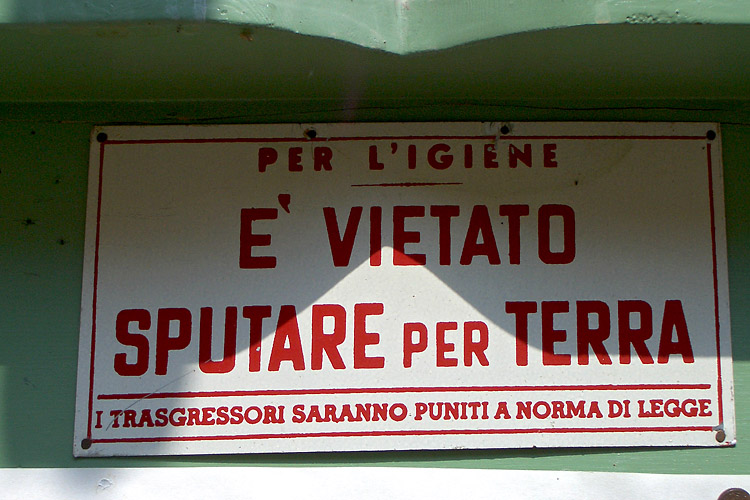 PER L'IGIENE
E' VIETATO
SPUTARE PER TERRA
I TRASGRESSORI SARANNO PUNITI A NORMA DI LEGGE